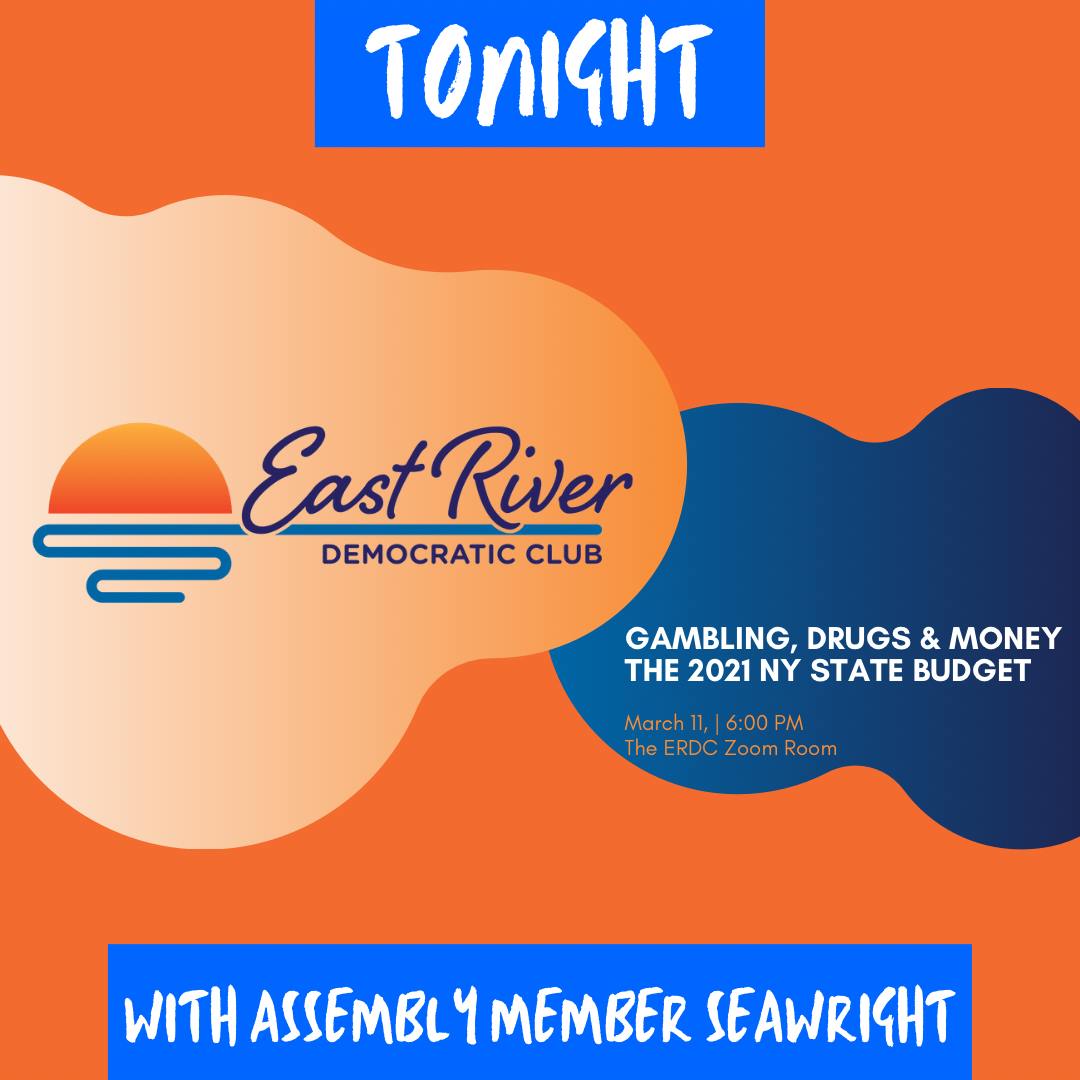 TONIGHT
East River
DEMOCRATIC CLUB
GAMBLING, DRUGS & MONEY
THE 2021 NY STATE BUDGET
March 11, | 6:00 PM
The ERDC Zoom Room
WITH ASSEMBLY MEMBER SEAWRIGHT